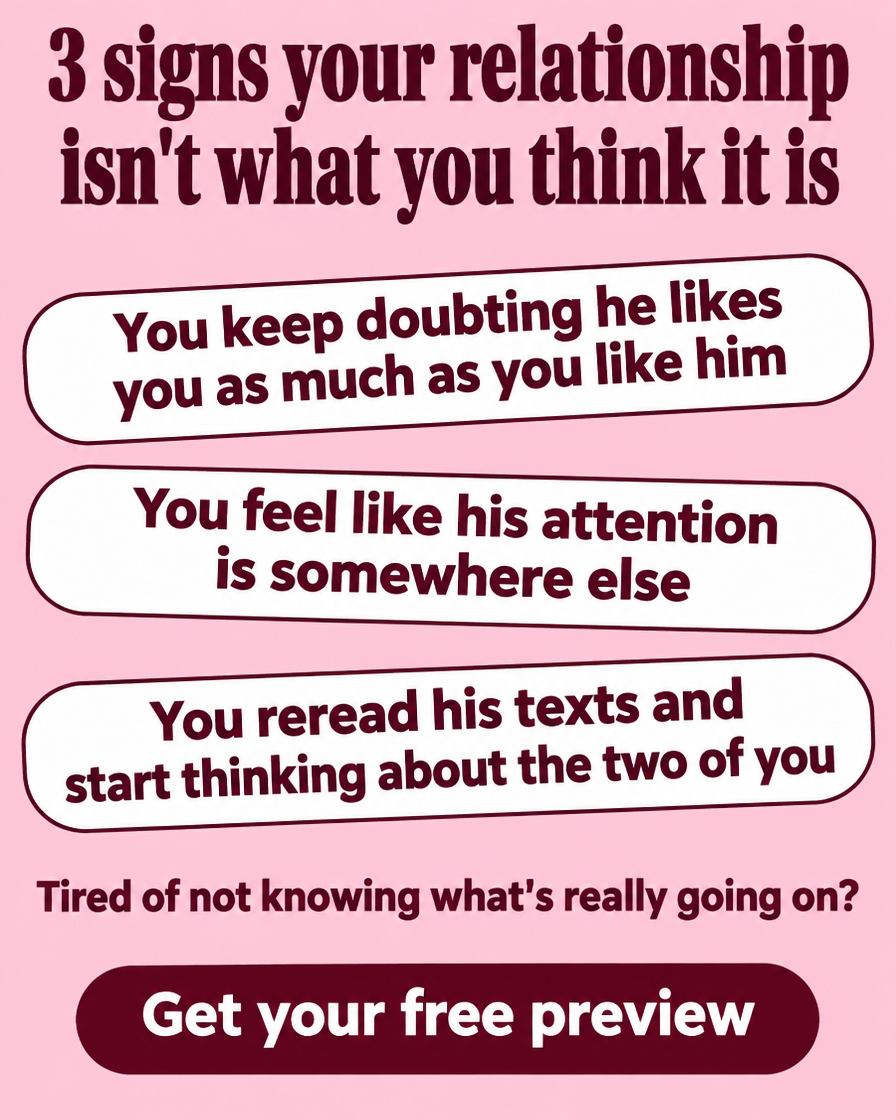 3 signs your relationship
isn't what you think it is
You keep doubting he likes
you as much as you like him
You feel like his attention
is somewhere else
You reread his texts and
start thinking about the two of you
Tired of not knowing what's really going on?
Get your free preview